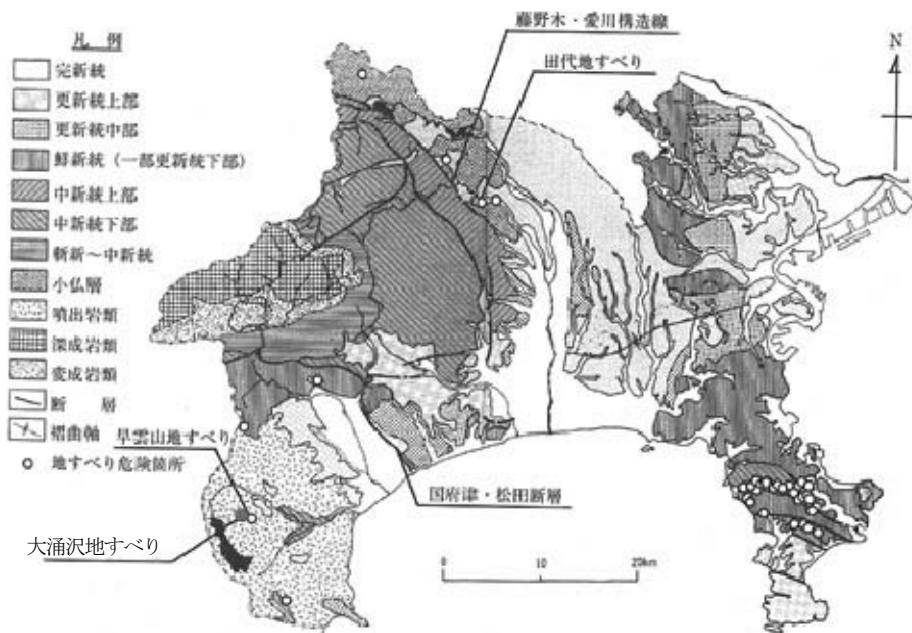 凡例
完新統
更新統上部
更新統中部
鮮新統（一部更新統下部）
中新統上部
中新統下部
斬新～中新統
小仏層
噴出岩類
深成岩類
変成岩類
断層
褶曲軸
地すべり危険箇所
藤野木・愛川構造線
田代地すべり
N
早雲山地すべり
大涌沢地すべり
国府津・松田断層
0 10 20km